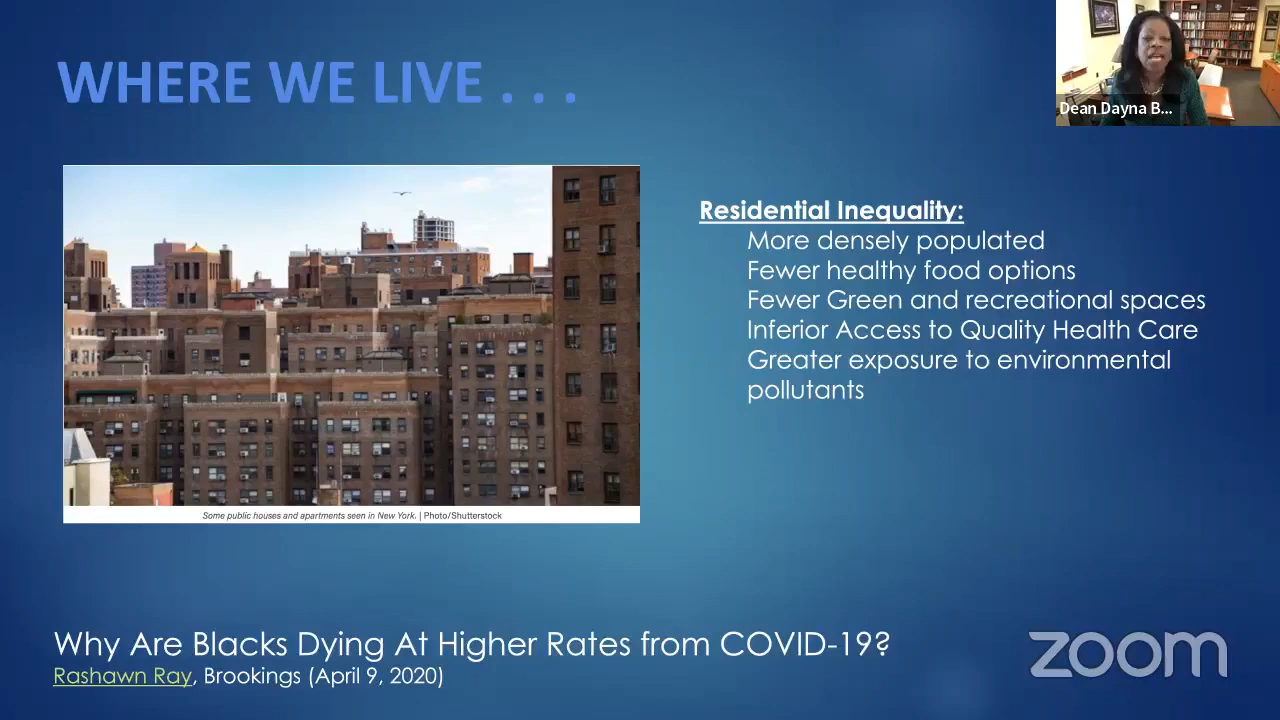 WHERE WE LIVE . . .
Dean Dayna B...
Residential Inequality:
More densely populated
Fewer healthy food options
Fewer Green and recreational spaces
Inferior Access to Quality Health Care
Greater exposure to environmental
pollutants
Some public houses and apartments seen in New York. | Photo/Shutterstock
Why Are Blacks Dying At Higher Rates from COVID-19?
Rashawn Ray, Brookings (April 9, 2020)
zoom